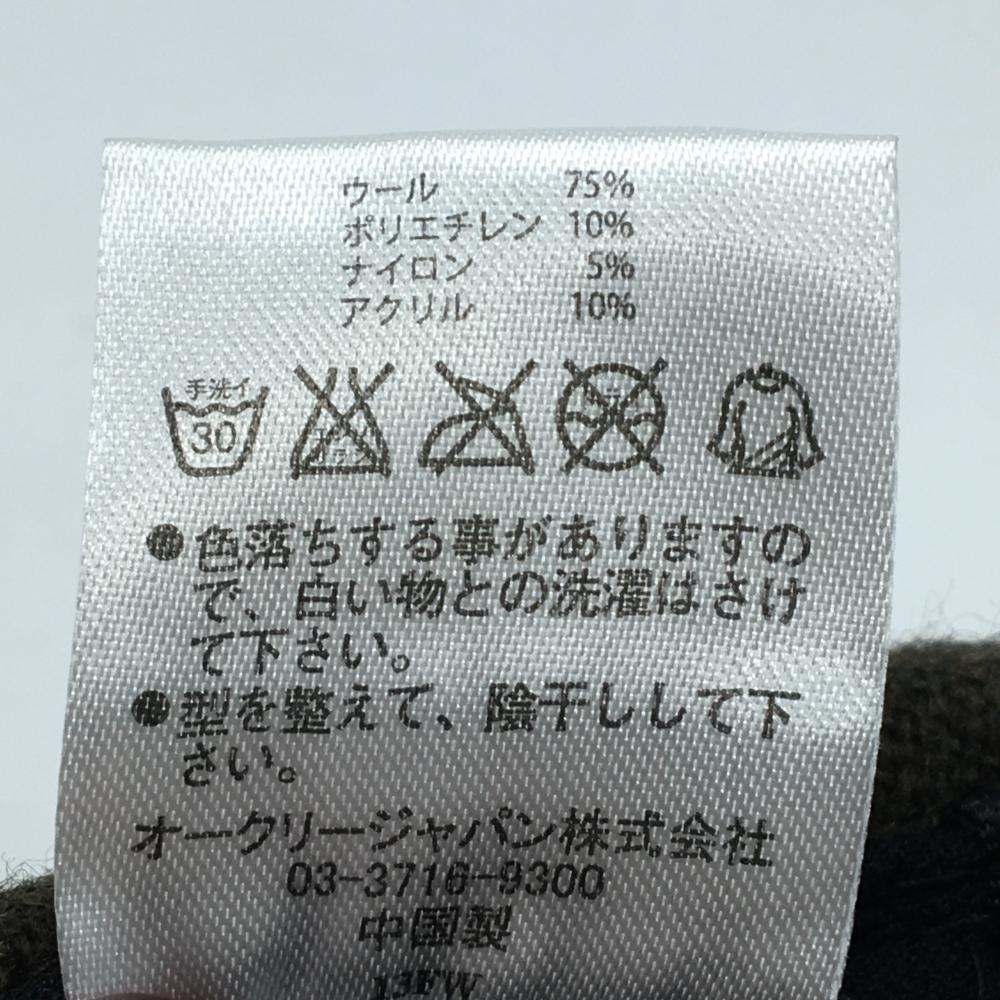 ウール 75%
ポリエチレン 10%
ナイロン 5%
アクリル 10%
手洗イ
30
●色落ちする事がありますの
で、白い物との洗濯はさけ
て下さい。
●型を整えて、陰干しして下
さい。
オークリージャパン株式会社
03-3716-9300
中国製
13FW